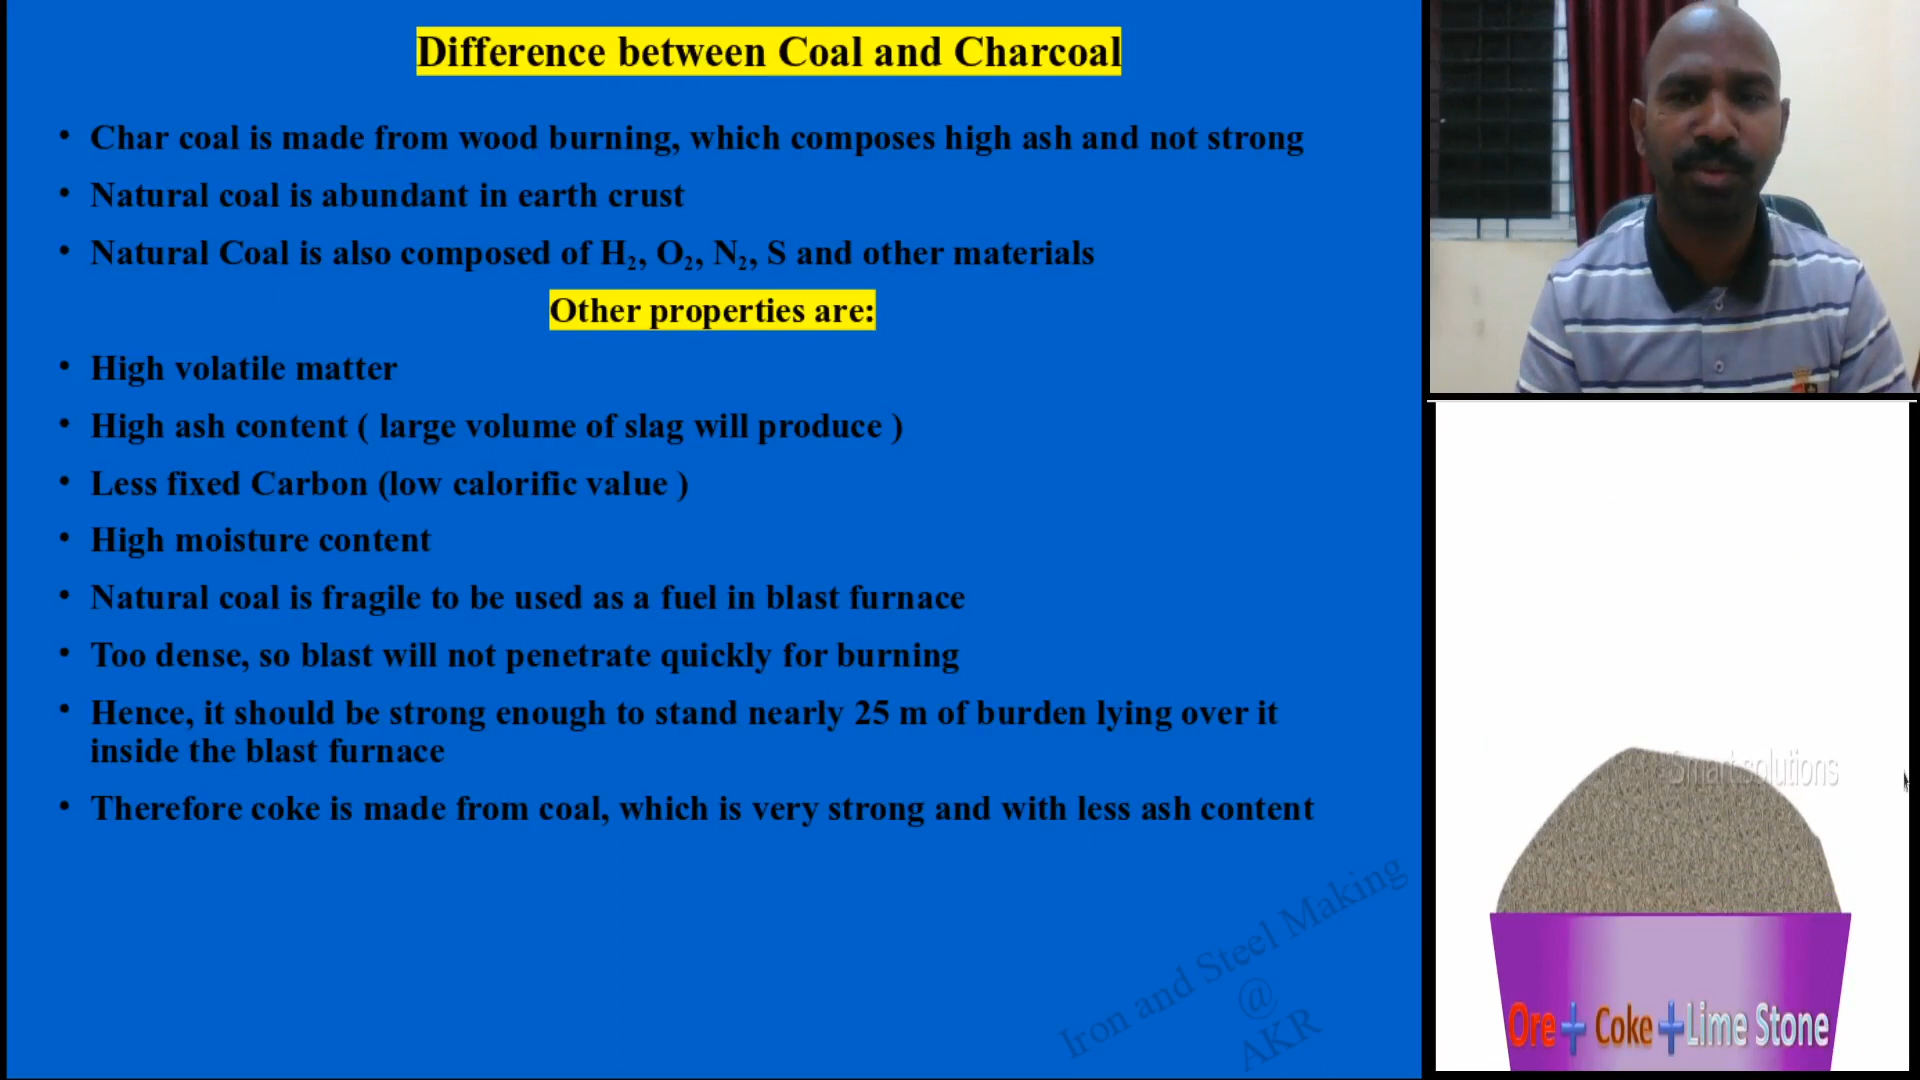 Difference between Coal and Charcoal
• Char coal is made from wood burning, which composes high ash and not strong
• Natural coal is abundant in earth crust
• Natural Coal is also composed of H₂, O₂, N₂, S and other materials
Other properties are:
• High volatile matter
• High ash content ( large volume of slag will produce )
• Less fixed Carbon (low calorific value )
• High moisture content
• Natural coal is fragile to be used as a fuel in blast furnace
• Too dense, so blast will not penetrate quickly for burning
• Hence, it should be strong enough to stand nearly 25 m of burden lying over it
inside the blast furnace
• Therefore coke is made from coal, which is very strong and with less ash content
Iron and Steel Making
@
AKR
Smart solutions
Ore + Coke + Lime Stone